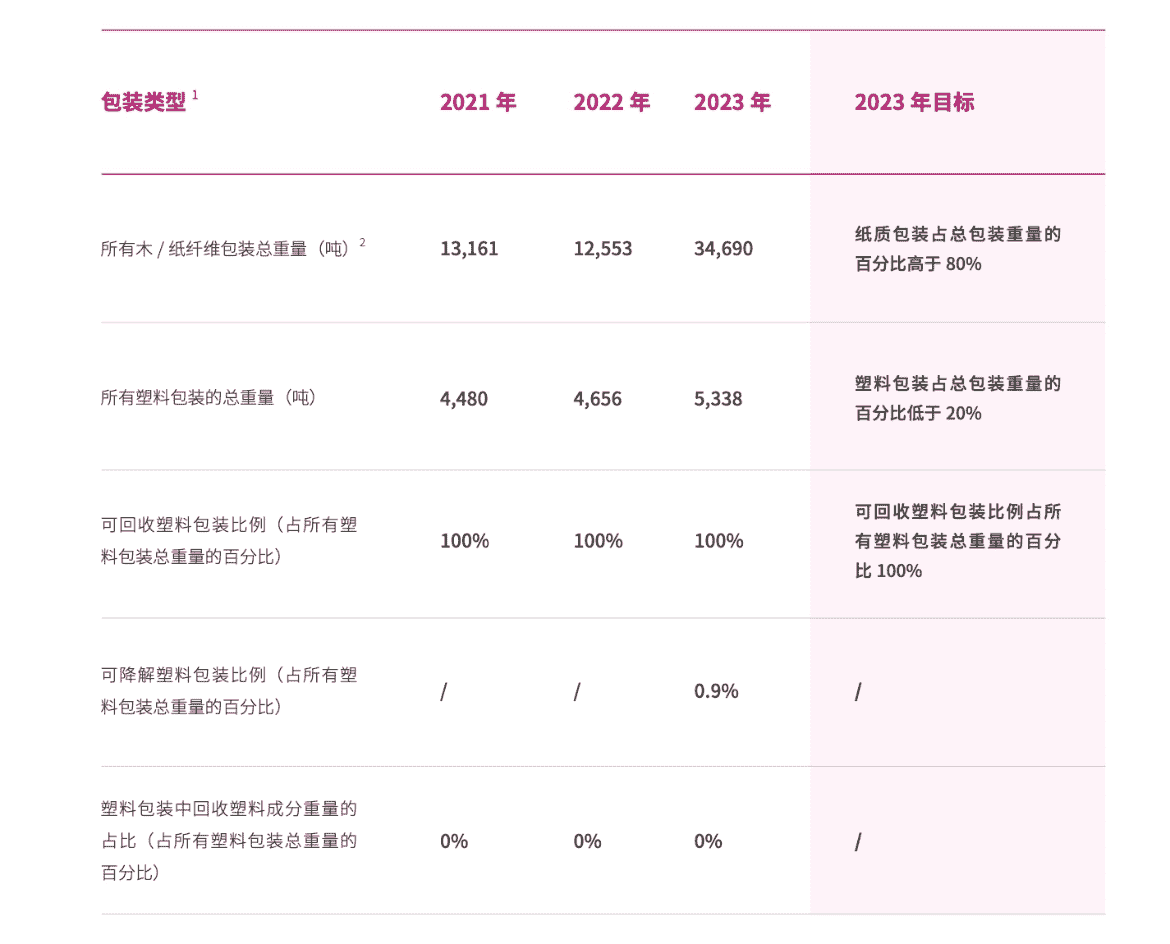 包装类型 1 2021 年 2022 年 2023 年 2023 年目标
所有木 / 纸纤维包装总重量（吨）2 13,161 12,553 34,690 纸质包装占总包装重量的
百分比高于 80%
所有塑料包装的总重量（吨） 4,480 4,656 5,338 塑料包装占总包装重量的
百分比低于 20%
可回收塑料包装比例（占所有塑
料包装总重量的百分比）
100% 100% 100%
可回收塑料包装比例占所
有塑料包装总重量的百分
比 100%
可降解塑料包装比例（占所有塑
料包装总重量的百分比）
/ / 0.9% /
塑料包装中回收塑料成分重量的
占比（占所有塑料包装总重量的
百分比）
0% 0% 0% /